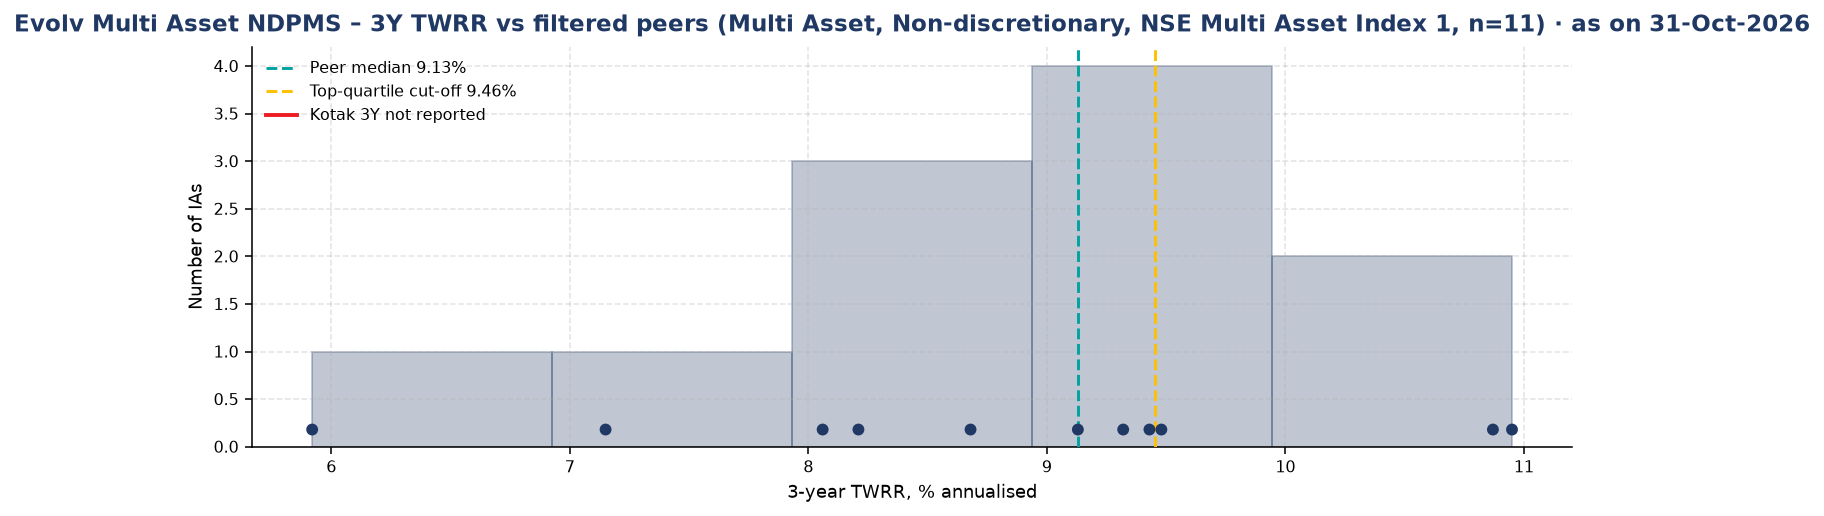 Evolv Multi Asset NDPMS – 3Y TWRR vs filtered peers (Multi Asset, Non-discretionary, NSE Multi Asset Index 1, n=11) · as on 31-Oct-2026
Peer median 9.13%
Top-quartile cut-off 9.46%
Kotak 3Y not reported
Number of IAs
4.0
3.5
3.0
2.5
2.0
1.5
1.0
0.5
0.0
6 7 8 9 10 11
3-year TWRR, % annualised